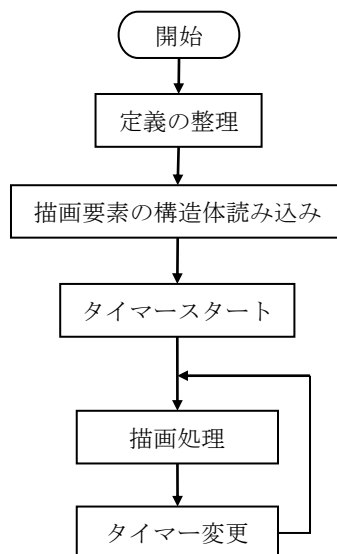 開始
定義の整理
描画要素の構造体読み込み
タイマースタート
描画処理
タイマー変更